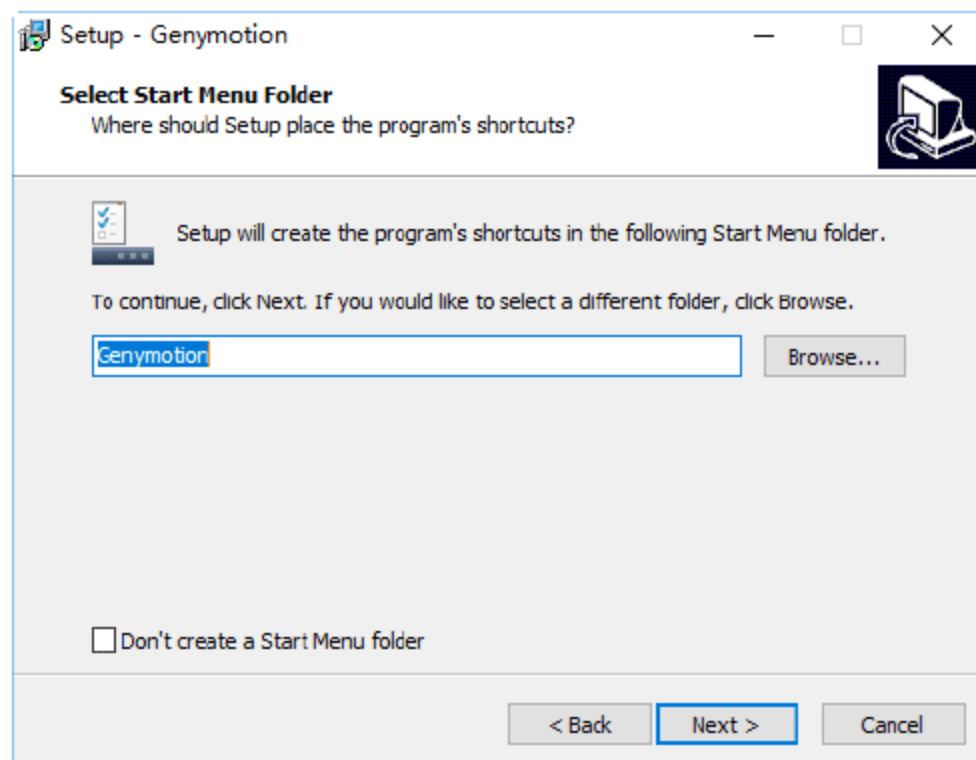 Setup - Genymotion
Select Start Menu Folder
Where should Setup place the program's shortcuts?
Setup will create the program's shortcuts in the following Start Menu folder.
To continue, click Next. If you would like to select a different folder, click Browse.
Genymotion
Browse...
Don't create a Start Menu folder
< Back
Next >
Cancel